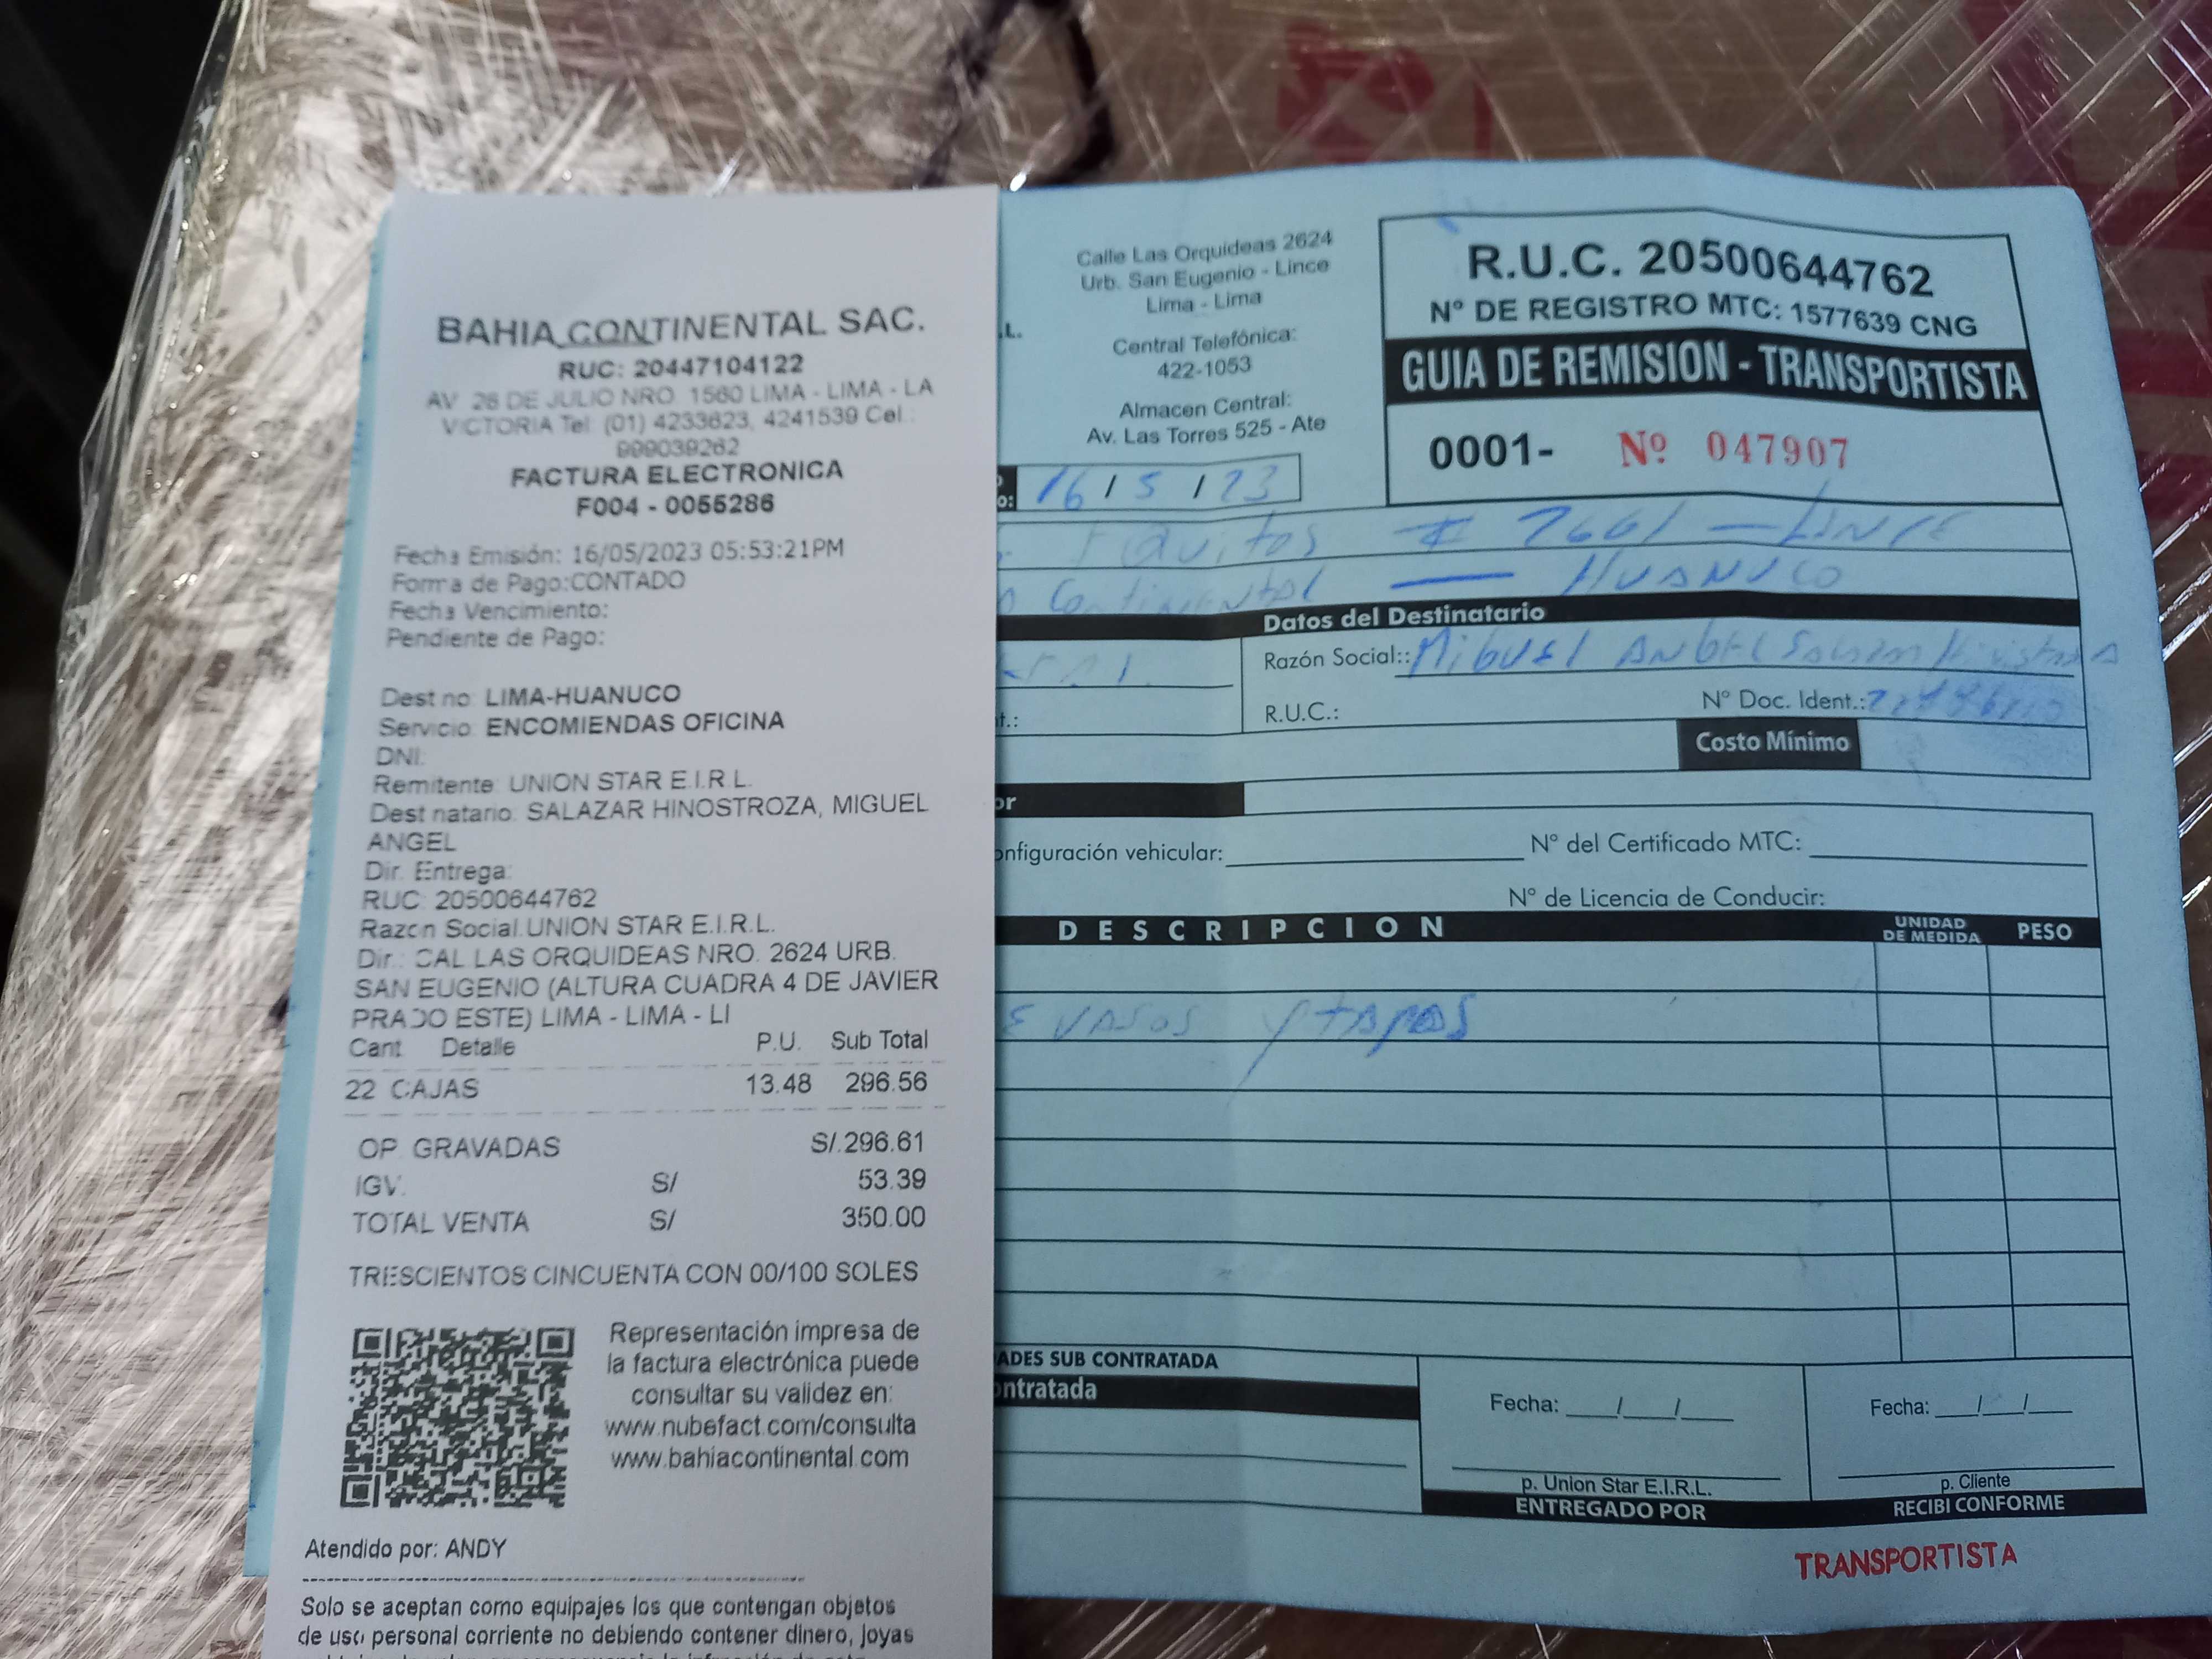 BAHIA CONTINENTAL SAC.
RUC: 20447104122
AV 28 DE JULIO NRO. 1560 LIMA - LIMA - LA
VICTORIA Tel: (01) 4233623, 4241539 Cel.:
999039262
FACTURA ELECTRONICA
F004 - 0055286
Fecha Emisión: 16/05/2023 05:53:21PM
Forma de Pago:CONTADO
Fecha Vencimiento:
Pendiente de Pago:
Destino: LIMA-HUANUCO
Servicio: ENCOMIENDAS OFICINA
DNI:
Remitente: UNION STAR E.I.R.L.
Destinatario: SALAZAR HINOSTROZA, MIGUEL
ANGEL
Dir. Entrega:
RUC: 20500644762
Razon Social:UNION STAR E.I.R.L.
Dir.: CAL LAS ORQUIDEAS NRO. 2624 URB.
SAN EUGENIO (ALTURA CUADRA 4 DE JAVIER
PRADO ESTE) LIMA - LIMA - LI
Cant Detalle P.U. Sub Total
22 CAJAS 13.48 296.56
OP. GRAVADAS S/.296.61
IGV. S/ 53.39
TOTAL VENTA S/ 350.00
TRESCIENTOS CINCUENTA CON 00/100 SOLES
Representación impresa de
la factura electrónica puede
consultar su validez en:
www.nubefact.com/consulta
www.bahiacontinental.com
Atendido por: ANDY
Solo se aceptan como equipajes los que contengan objetos
de uso personal corriente no debiendo contener dinero, joyas
.L.
Calle Las Orquídeas 2624
Urb. San Eugenio - Lince
Lima - Lima
Central Telefónica:
422-1053
Almacen Central:
Av. Las Torres 525 - Ate
R.U.C. 20500644762
Nº DE REGISTRO MTC: 1577639 CNG
GUIA DE REMISION - TRANSPORTISTA
0001- Nº 047907
o: 16 / 5 / 23
# 2661 - LINCE
Continental — HUANUCO
Datos del Destinatario
Razón Social:: MiGUEl ANGEL
R.U.C.:
N° Doc. Ident.:
Costo Mínimo
or
onfiguración vehicular:
N° del Certificado MTC:
N° de Licencia de Conducir:
DESCRIPCION UNIDAD DE MEDIDA PESO
E VASOS Y TAPAS
ADES SUB CONTRATADA
ontratada
Fecha: / /
p. Union Star E.I.R.L.
ENTREGADO POR
Fecha: / /
p. Cliente
RECIBI CONFORME
TRANSPORTISTA